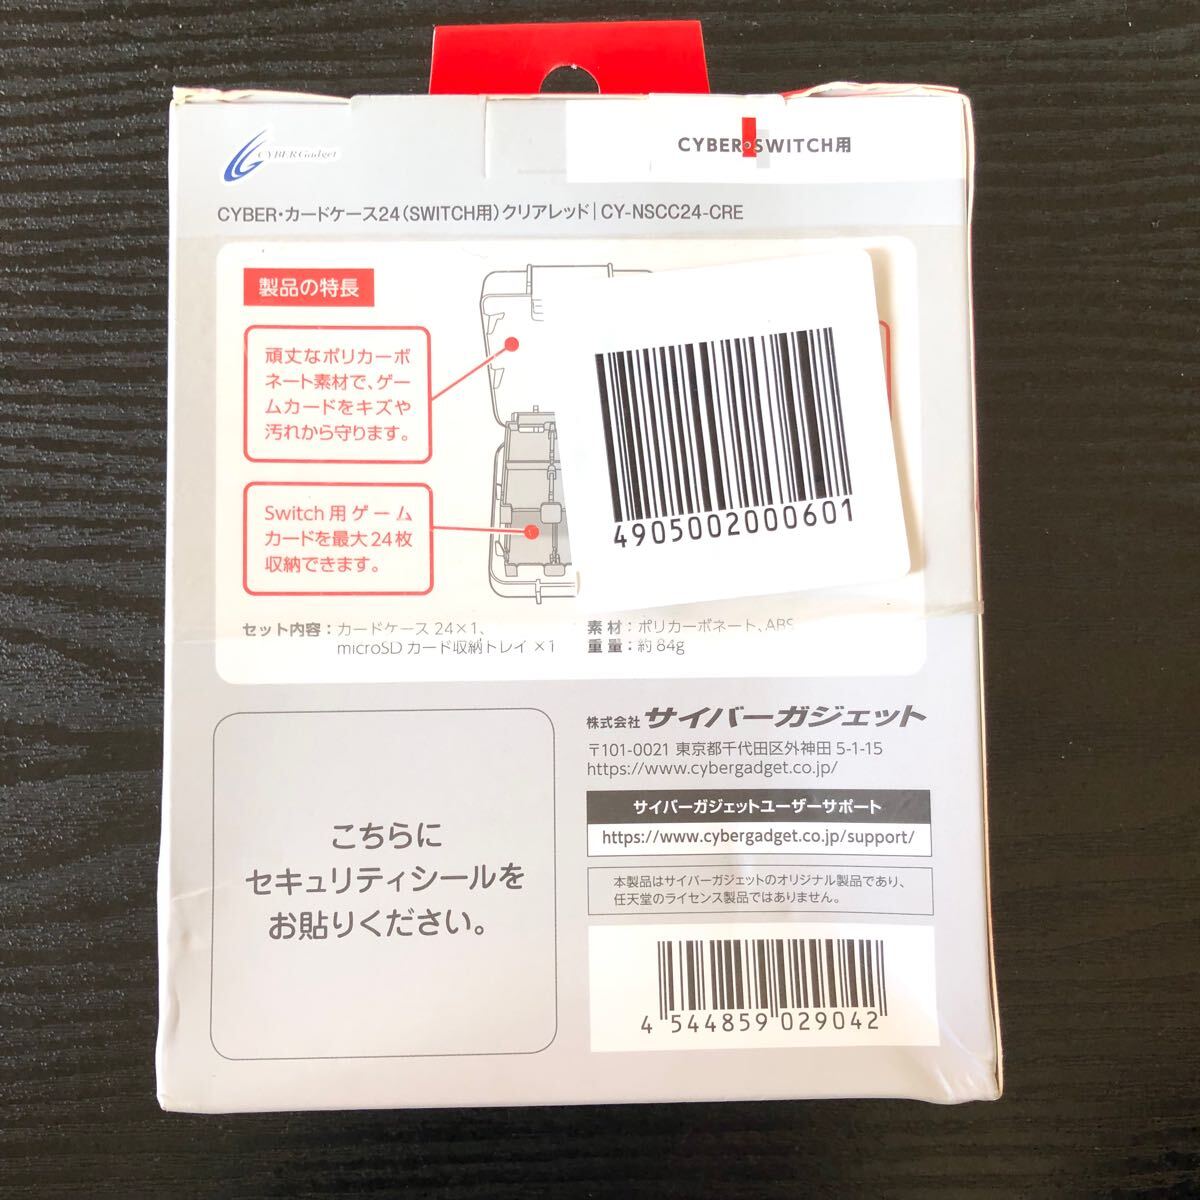 CYBERGadget
CYBER・SWITCH用
CYBER・カードケース24（SWITCH用）クリアレッド｜CY-NSCC24-CRE
製品の特長
頑丈なポリカーボ
ネート素材で、ゲー
ムカードをキズや
汚れから守ります。
Switch用ゲーム
カードを最大24枚
収納できます。
4905002000601
セット内容：カードケース 24×1、
microSD カード収納トレイ ×1
素材：ポリカーボネート、ABS
重量：約84g
こちらに
セキュリティシールを
お貼りください。
株式会社 サイバーガジェット
〒101-0021 東京都千代田区外神田 5-1-15
https://www.cybergadget.co.jp/
サイバーガジェットユーザーサポート
https://www.cybergadget.co.jp/support/
本製品はサイバーガジェットのオリジナル製品であり、
任天堂のライセンス製品ではありません。
4 544859 029042